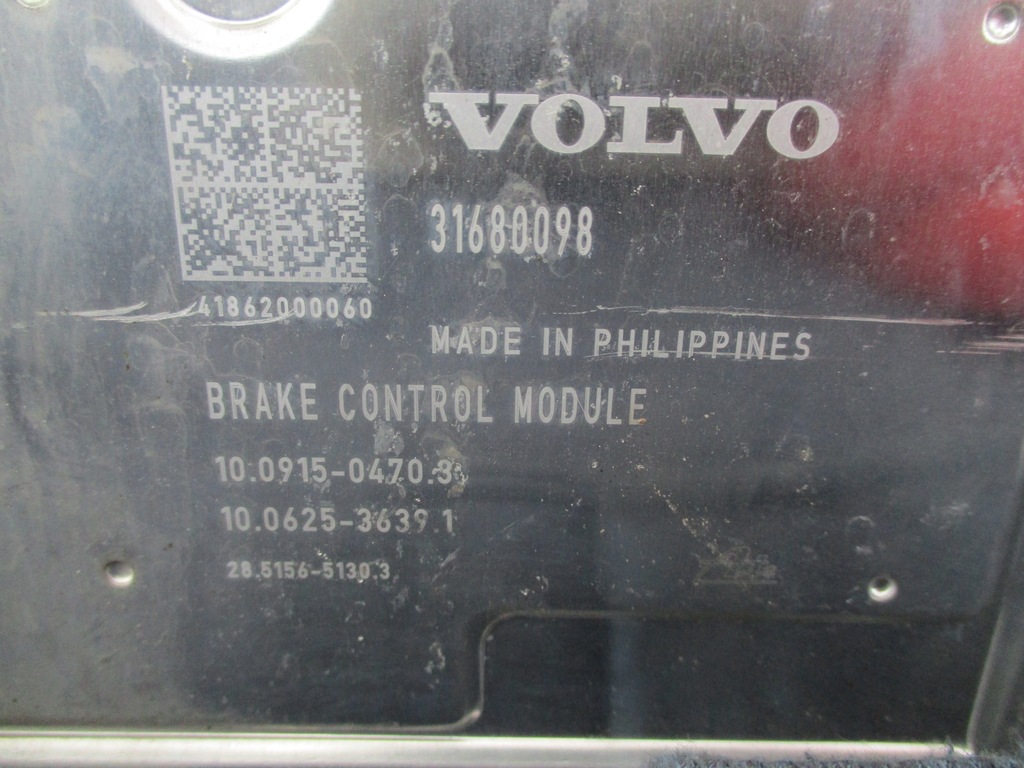 VOLVO
31680098
41862000060
MADE IN PHILIPPINES
BRAKE CONTROL MODULE
10.0915-0470.3
10.0625-3639.1
28.5156-5130.3